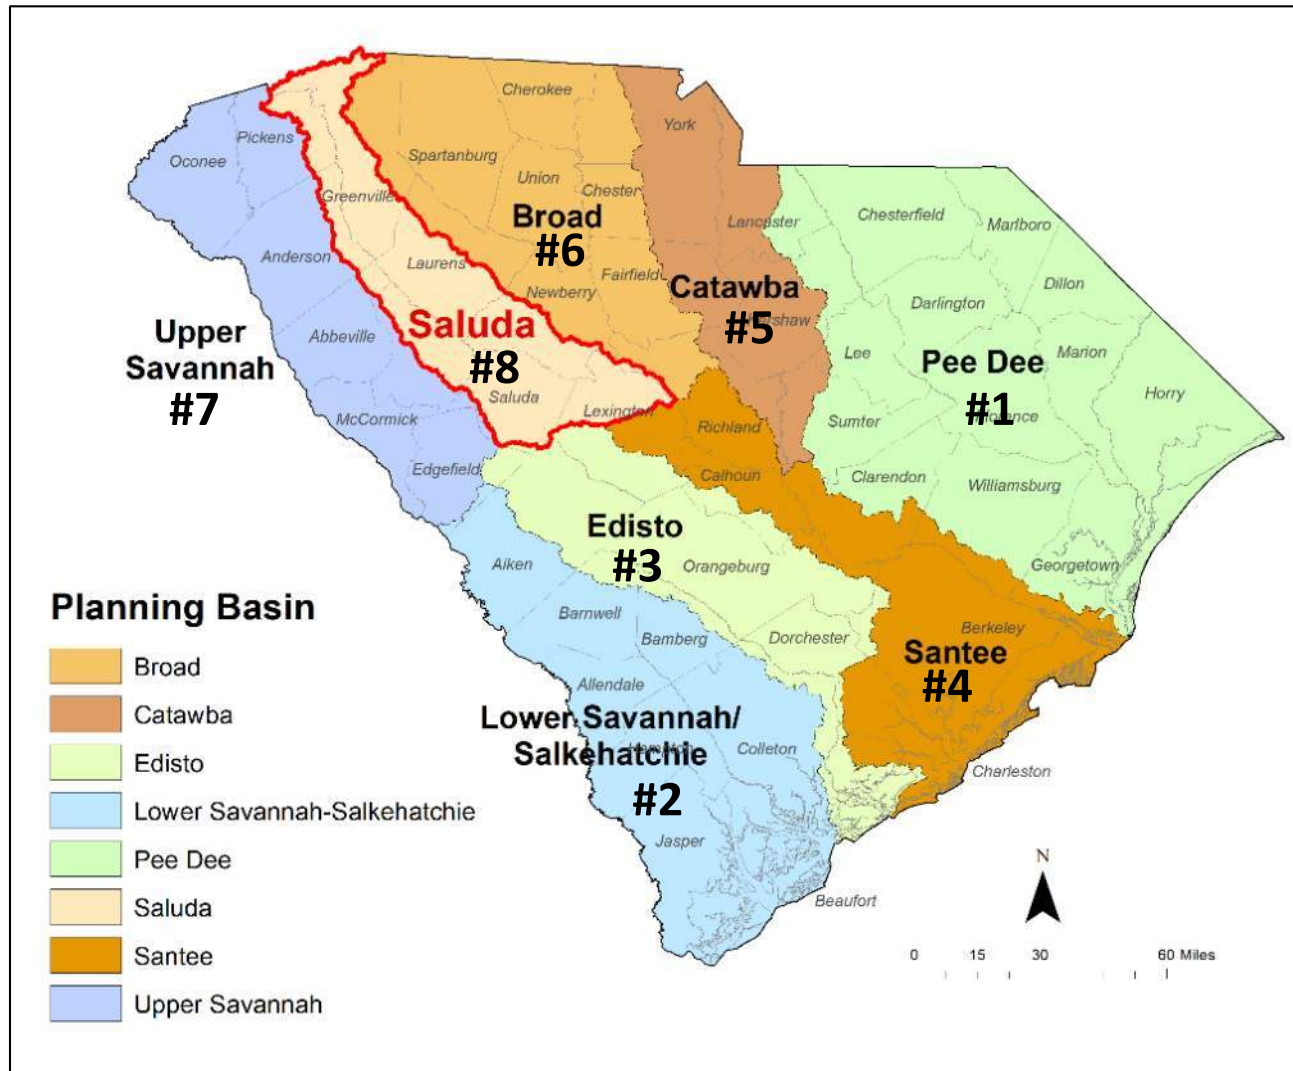 Cherokee
York
Pickens
Oconee
Spartanburg
Union
Chester
Greenville
Broad
#6
Lancaster
Chesterfield
Marlboro
Anderson
Laurens
Fairfield
Newberry
Catawba
#5
Kershaw
Dillon
Darlington
Upper
Savannah
#7
Abbeville
Saluda
#8
Saluda
Lee
Pee Dee
#1
Marion
Horry
Florence
McCormick
Lexington
Richland
Sumter
Edgefield
Calhoun
Clarendon
Williamsburg
Edisto
#3
Aiken
Orangeburg
Georgetown
Planning Basin
Broad
Catawba
Edisto
Lower Savannah-Salkehatchie
Pee Dee
Saluda
Santee
Upper Savannah
Barnwell
Bamberg
Dorchester
Berkeley
Santee
#4
Allendale
Lower Savannah/
Salkehatchie
#2
Hampton
Colleton
Charleston
Jasper
Beaufort
N
0 15 30 60 Miles